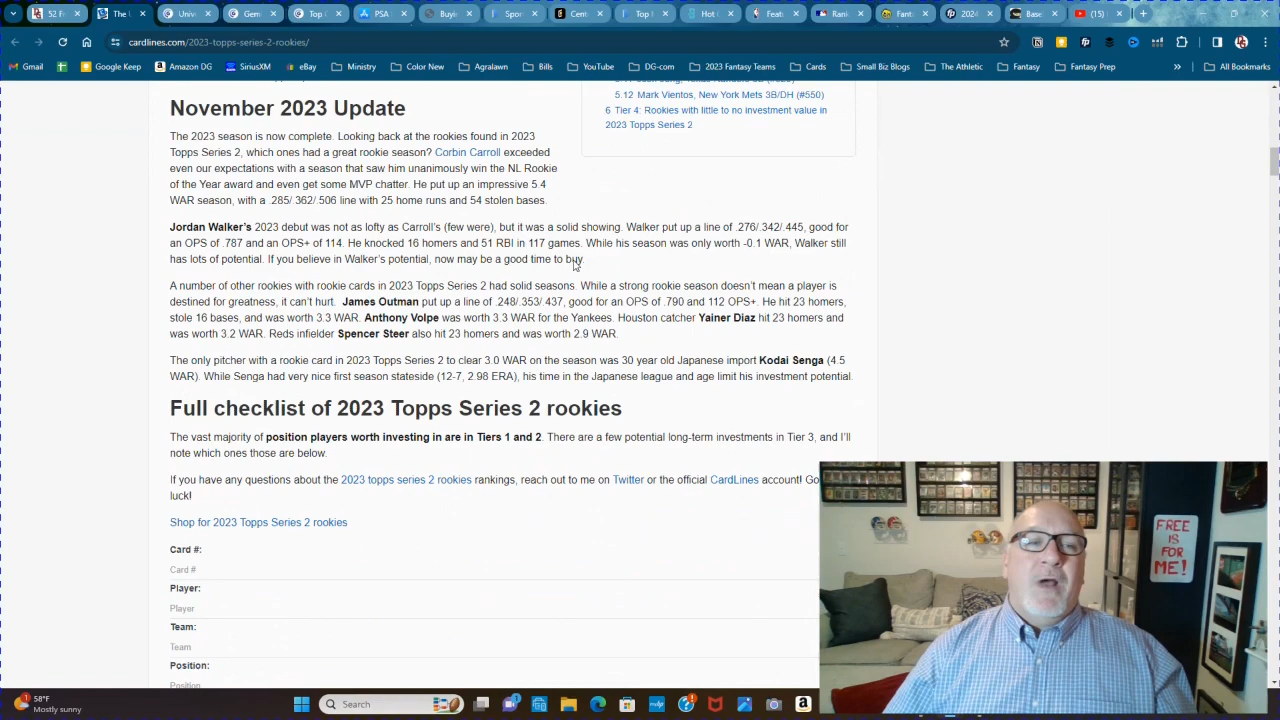 52 Fe
The
Unive
Gemi
Top
PSA
Buyin
Spor
Cent
Top
Hot
Featu
Rank
Fanta
2024
Base
(15)
cardlines.com/2023-topps-series-2-rookies/
Gmail
Google Keep
Amazon DG
SiriusXM
eBay
Ministry
Color New
Agralawn
Bills
YouTube
DG-com
2023 Fantasy Teams
Cards
Small Biz Blogs
The Athletic
Fantasy
Fantasy Prep
»
All Bookmarks
5.12 Mark Vientos, New York Mets 3B/DH (#550)
6 Tier 4: Rookies with little to no investment value in
2023 Topps Series 2
November 2023 Update
The 2023 season is now complete. Looking back at the rookies found in 2023
Topps Series 2, which ones had a great rookie season? Corbin Carroll exceeded
even our expectations with a season that saw him unanimously win the NL Rookie
of the Year award and even get some MVP chatter. He put up an impressive 5.4
WAR season, with a .285/.362/.506 line with 25 home runs and 54 stolen bases.
Jordan Walker's 2023 debut was not as lofty as Carroll's (few were), but it was a solid showing. Walker put up a line of .276/.342/.445, good for
an OPS of .787 and an OPS+ of 114. He knocked 16 homers and 51 RBI in 117 games. While his season was only worth -0.1 WAR, Walker still
has lots of potential. If you believe in Walker's potential, now may be a good time to buy.
A number of other rookies with rookie cards in 2023 Topps Series 2 had solid seasons. While a strong rookie season doesn't mean a player is
destined for greatness, it can't hurt. James Outman put up a line of .248/.353/.437, good for an OPS of .790 and 112 OPS+. He hit 23 homers,
stole 16 bases, and was worth 3.3 WAR. Anthony Volpe was worth 3.3 WAR for the Yankees. Houston catcher Yainer Diaz hit 23 homers and
was worth 3.2 WAR. Reds infielder Spencer Steer also hit 23 homers and was worth 2.9 WAR.
The only pitcher with a rookie card in 2023 Topps Series 2 to clear 3.0 WAR on the season was 30 year old Japanese import Kodai Senga (4.5
WAR). While Senga had very nice first season stateside (12-7, 2.98 ERA), his time in the Japanese league and age limit his investment potential.
Full checklist of 2023 Topps Series 2 rookies
The vast majority of position players worth investing in are in Tiers 1 and 2. There are a few potential long-term investments in Tier 3, and I'll
note which ones those are below.
If you have any questions about the 2023 topps series 2 rookies rankings, reach out to me on Twitter or the official CardLines account! Go
luck!
Shop for 2023 Topps Series 2 rookies
Card #:
Card #
Player:
Player
Team:
Team
Position:
Position
FREE
IS
FOR
ME!
58°F
Mostly sunny
Search